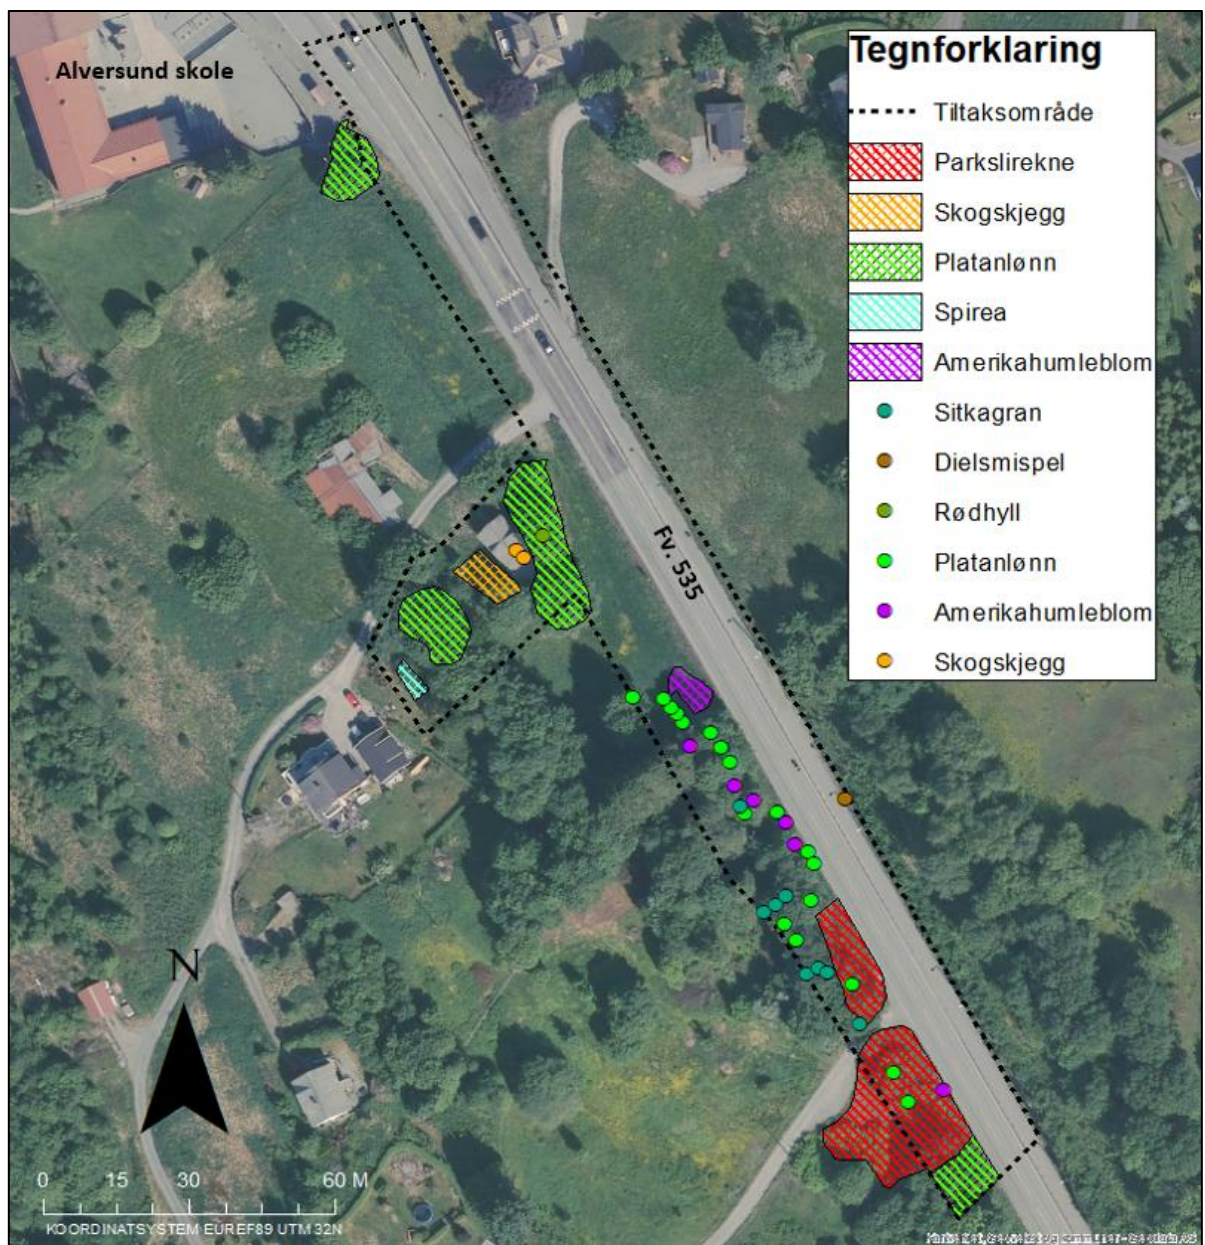 Alversund skole
Tegnforklaring
Tiltaksområde
Parkslirekne
Skogskjegg
Platanlønn
Spirea
Amerikahumleblom
Sitkagran
Dielsmispel
Rødhyll
Platanlønn
Amerikahumleblom
Skogskjegg
Fv. 535
N
0 15 30 60 M
KOORDINATSYSTEM EUREF89 UTM 32N